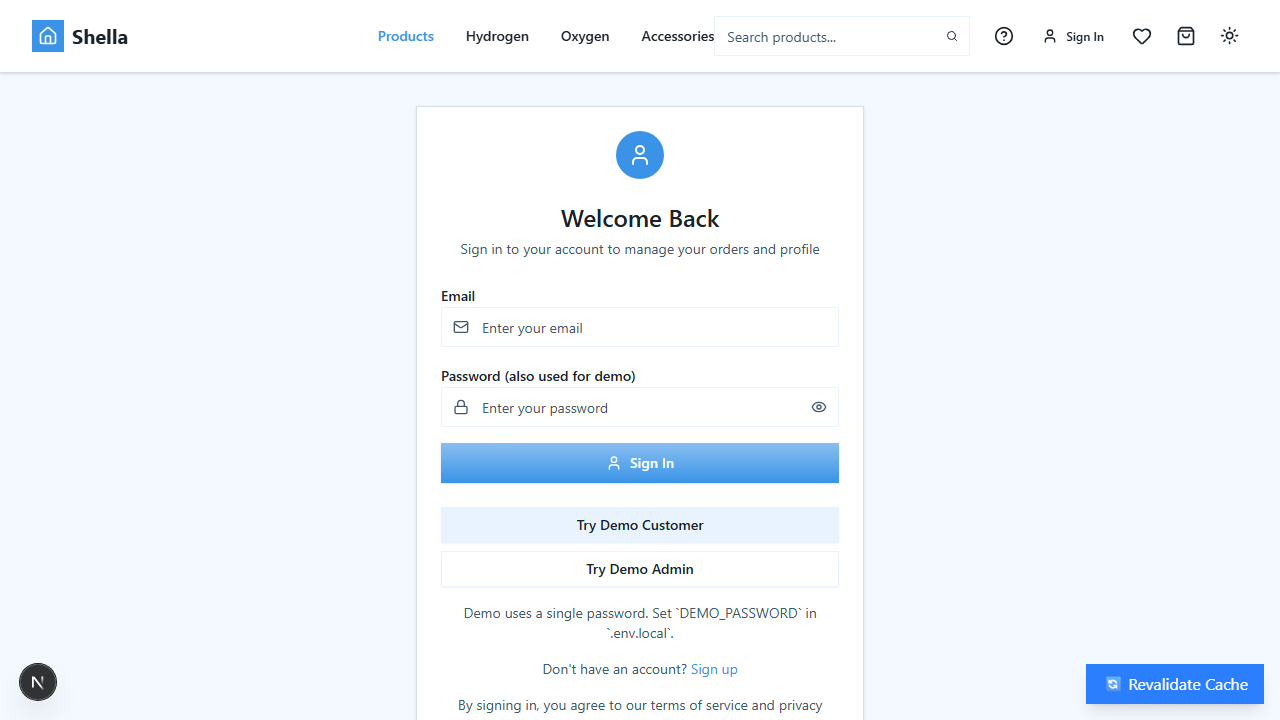 Shella
Products
Hydrogen
Oxygen
Accessories
Search products...
Sign In
Welcome Back
Sign in to your account to manage your orders and profile
Email
Enter your email
Password (also used for demo)
Enter your password
Sign In
Try Demo Customer
Try Demo Admin
Demo uses a single password. Set `DEMO_PASSWORD` in
`.env.local`.
Don't have an account? Sign up
By signing in, you agree to our terms of service and privacy
N
Revalidate Cache